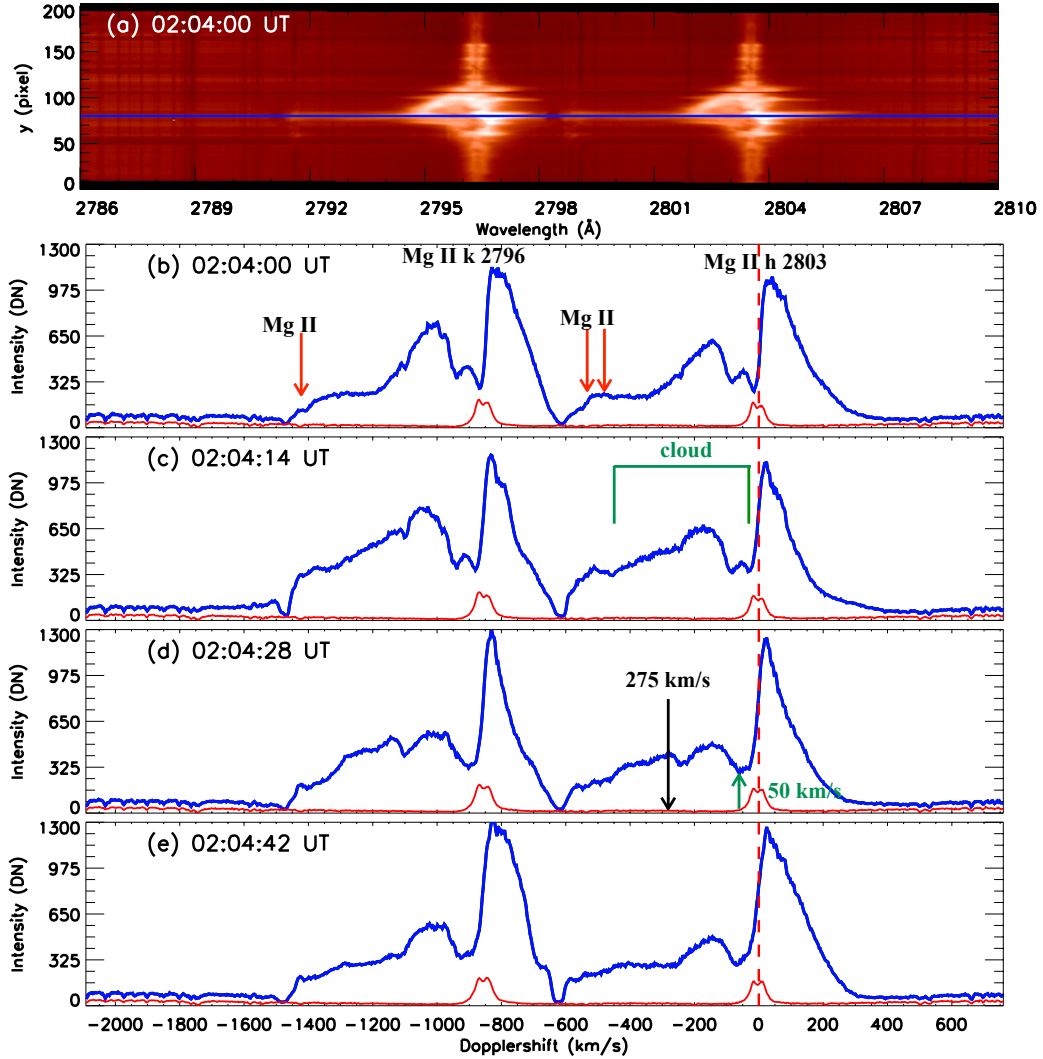 (a) 02:04:00 UT
200
150
100
50
0
y (pixel)
2786 2789 2792 2795 2798 2801 2804 2807 2810
Wavelength (Å)
(b) 02:04:00 UT
Mg II k 2796
Mg II h 2803
Mg II
Mg II
1300
975
650
325
0
Intensity (DN)
(c) 02:04:14 UT
cloud
1300
975
650
325
0
Intensity (DN)
(d) 02:04:28 UT
275 km/s
50 km/s
1300
975
650
325
0
Intensity (DN)
(e) 02:04:42 UT
1300
975
650
325
0
Intensity (DN)
−2000 −1800 −1600 −1400 −1200 −1000 −800 −600 −400 −200 0 200 400 600
Dopplershift (km/s)